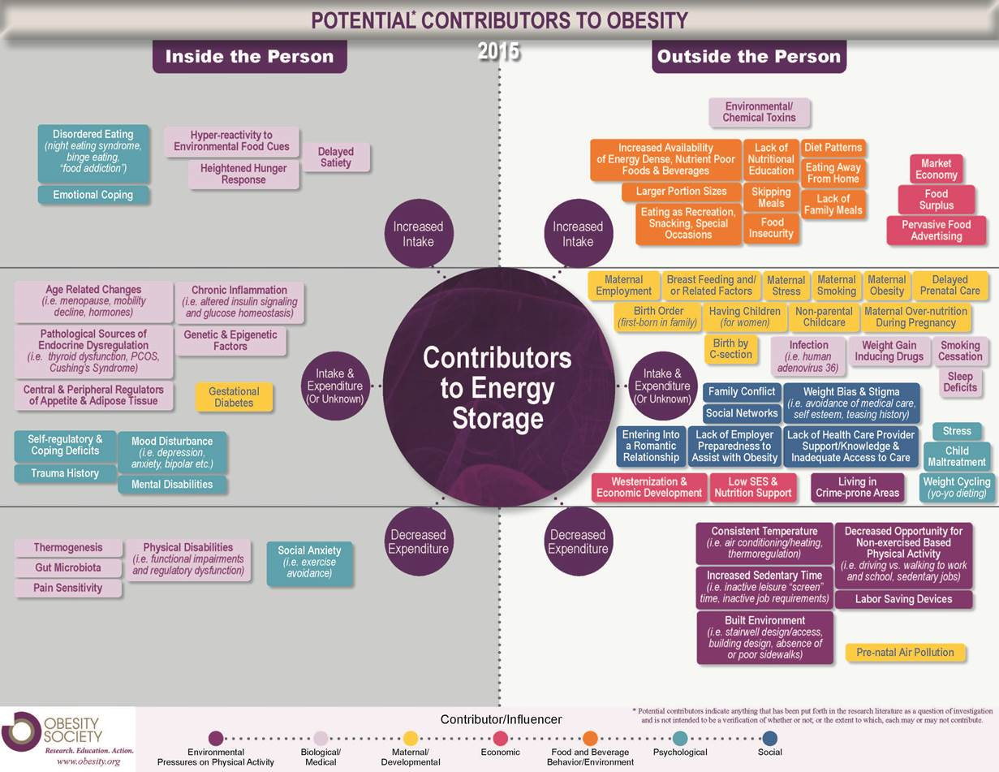 POTENTIAL* CONTRIBUTORS TO OBESITY
2015
Inside the Person
Outside the Person
Disordered Eating
(night eating syndrome,
binge eating,
“food addiction”)
Emotional Coping
Hyper-reactivity to
Environmental Food Cues
Heightened Hunger
Response
Delayed
Satiety
Increased
Intake
Environmental/
Chemical Toxins
Increased Availability
of Energy Dense, Nutrient Poor
Foods & Beverages
Larger Portion Sizes
Eating as Recreation,
Snacking, Special
Occasions
Lack of
Nutritional
Education
Skipping
Meals
Food
Insecurity
Diet Patterns
Eating Away
From Home
Lack of
Family Meals
Market
Economy
Food
Surplus
Pervasive Food
Advertising
Increased
Intake
Age Related Changes
(i.e. menopause, mobility
decline, hormones)
Chronic Inflammation
(i.e. altered insulin signaling
and glucose homeostasis)
Pathological Sources of
Endocrine Dysregulation
(i.e. thyroid dysfunction, PCOS,
Cushing’s Syndrome)
Genetic & Epigenetic
Factors
Central & Peripheral Regulators
of Appetite & Adipose Tissue
Gestational
Diabetes
Self-regulatory &
Coping Deficits
Trauma History
Mood Disturbance
(i.e. depression,
anxiety, bipolar etc.)
Mental Disabilities
Intake &
Expenditure
(Or Unknown)
Contributors
to Energy
Storage
Intake &
Expenditure
(Or Unknown)
Maternal
Employment
Breast Feeding and/
or Related Factors
Maternal
Stress
Maternal
Smoking
Maternal
Obesity
Delayed
Prenatal Care
Birth Order
(first-born in family)
Having Children
(for women)
Non-parental
Childcare
Maternal Over-nutrition
During Pregnancy
Birth by
C-section
Infection
(i.e. human
adenovirus 36)
Weight Gain
Inducing Drugs
Smoking
Cessation
Sleep
Deficits
Family Conflict
Social Networks
Weight Bias & Stigma
(i.e. avoidance of medical care,
self esteem, teasing history)
Entering Into
a Romantic
Relationship
Lack of Employer
Preparedness to
Assist with Obesity
Lack of Health Care Provider
Support/Knowledge &
Inadequate Access to Care
Stress
Child
Maltreatment
Weight Cycling
(yo-yo dieting)
Westernization &
Economic Development
Low SES &
Nutrition Support
Living in
Crime-prone Areas
Thermogenesis
Gut Microbiota
Pain Sensitivity
Physical Disabilities
(i.e. functional impairments
and regulatory dysfunction)
Social Anxiety
(i.e. exercise
avoidance)
Decreased
Expenditure
Decreased
Expenditure
Consistent Temperature
(i.e. air conditioning/heating,
thermoregulation)
Increased Sedentary Time
(i.e. inactive leisure “screen”
time, inactive job requirements)
Built Environment
(i.e. stairwell design/access,
building design, absence of
or poor sidewalks)
Decreased Opportunity for
Non-exercised Based
Physical Activity
(i.e. driving vs. walking to work
and school, sedentary jobs)
Labor Saving Devices
Pre-natal Air Pollution
OBESITY
SOCIETY
Research. Education. Action.
www.obesity.org
Contributor/Influencer
* Potential contributors indicate anything that has been put forth in the research literature as a question of investigation
and is not intended to be a verification of whether or not; or the extent to which, each may or may not contribute.
Environmental
Pressures on Physical Activity
Biological/
Medical
Maternal/
Developmental
Economic
Food and Beverage
Behavior/Environment
Psychological
Social